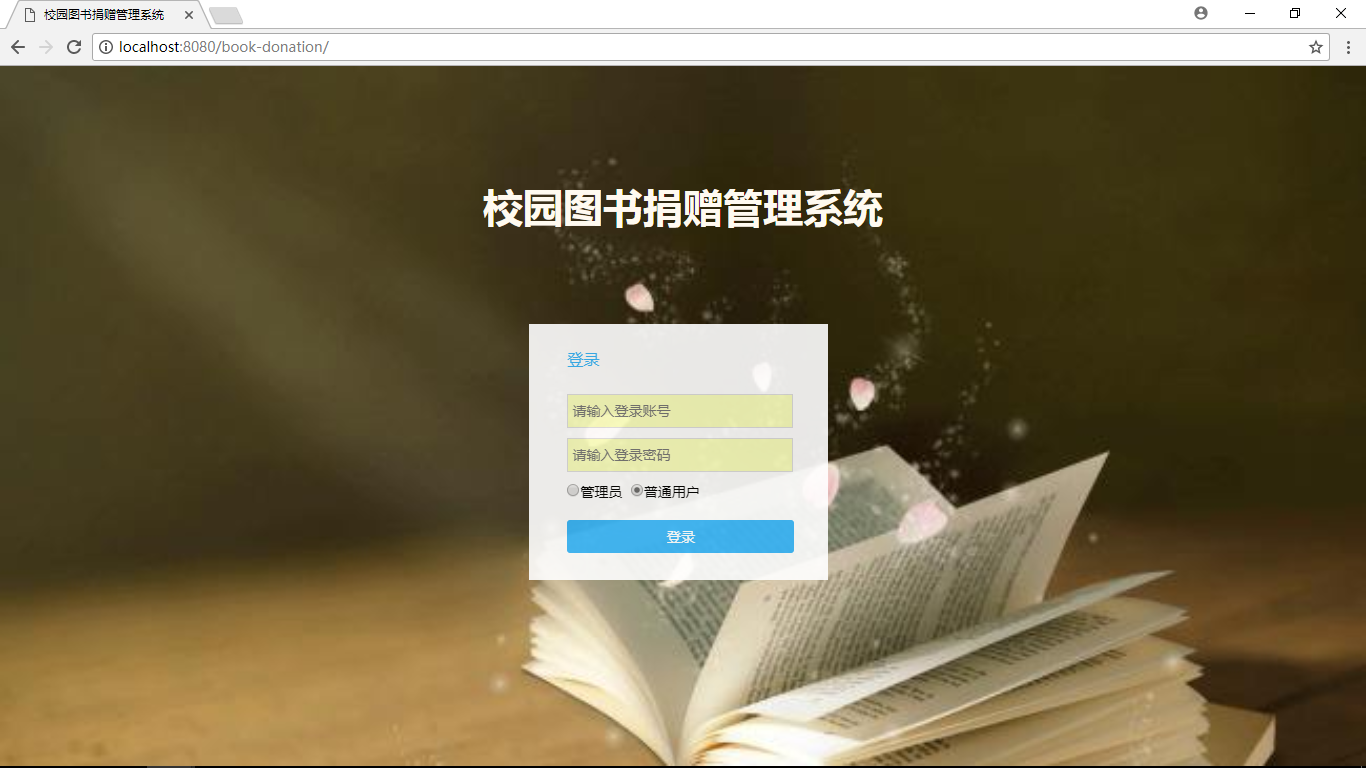 校园图书捐赠管理系统
localhost:8080/book-donation/
校园图书捐赠管理系统
登录
请输入登录账号
请输入登录密码
管理员 普通用户
登录